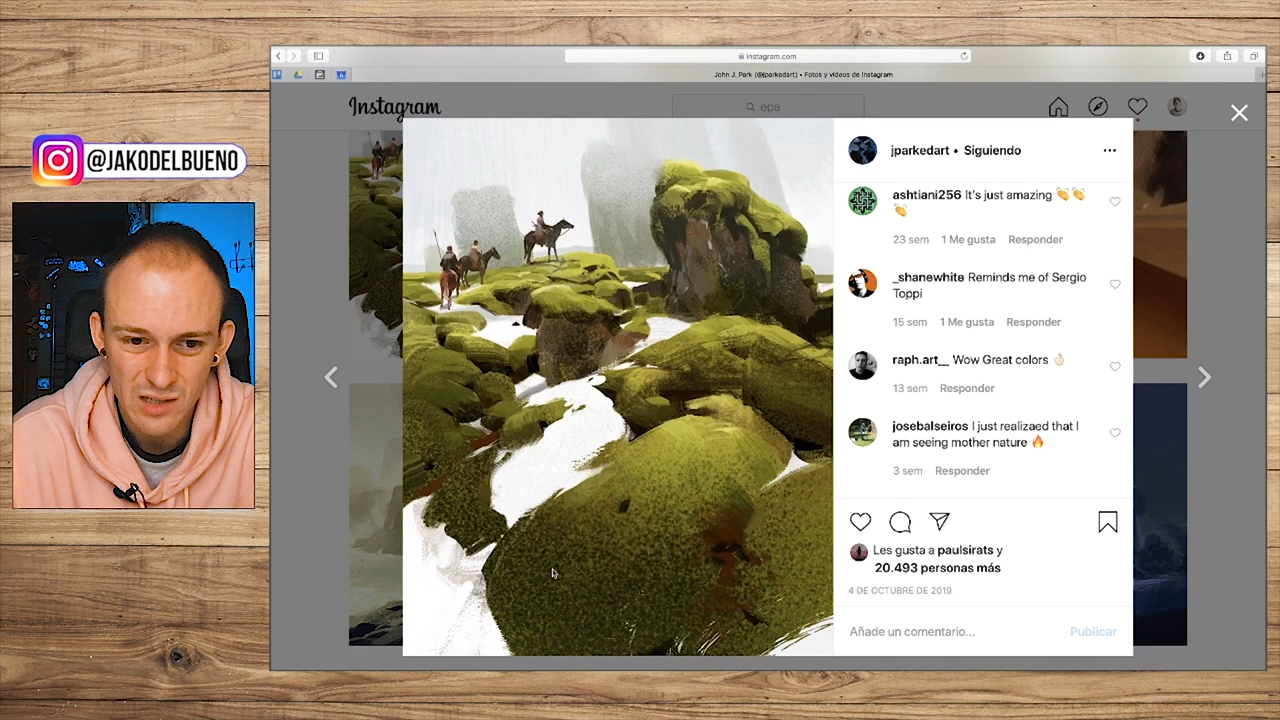 instagram.com
John J. Park (@jparkedart) • Fotos y vídeos de Instagram
Instagram
epa
@JAKODELBUENO
jparkedart • Siguiendo
ashtiani256 It's just amazing 👏👏
👏
23 sem 1 Me gusta Responder
_shanewhite Reminds me of Sergio
Toppi
15 sem 1 Me gusta Responder
raph.art__ Wow Great colors 👌🏻
13 sem Responder
josebalseiros I just realizaed that I
am seeing mother nature 🔥
3 sem Responder
Les gusta a paulsirats y
20.493 personas más
4 DE OCTUBRE DE 2019
Añade un comentario...
Publicar